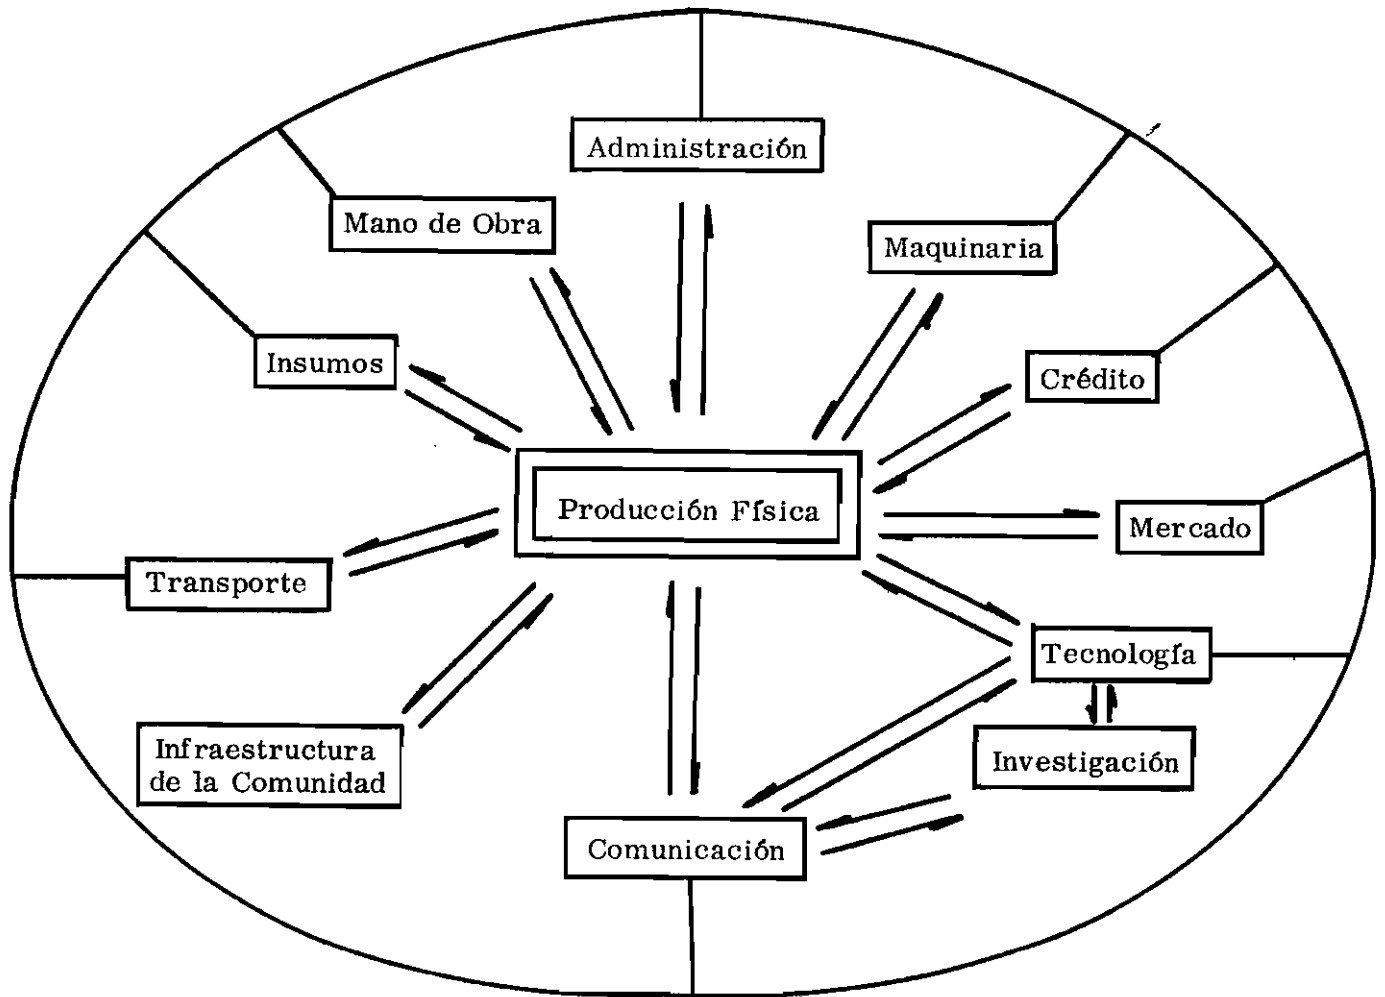 Administración
Mano de Obra
Maquinaria
Insumos
Crédito
Producción Física
Mercado
Transporte
Tecnología
Infraestructura
de la Comunidad
Investigación
Comunicación